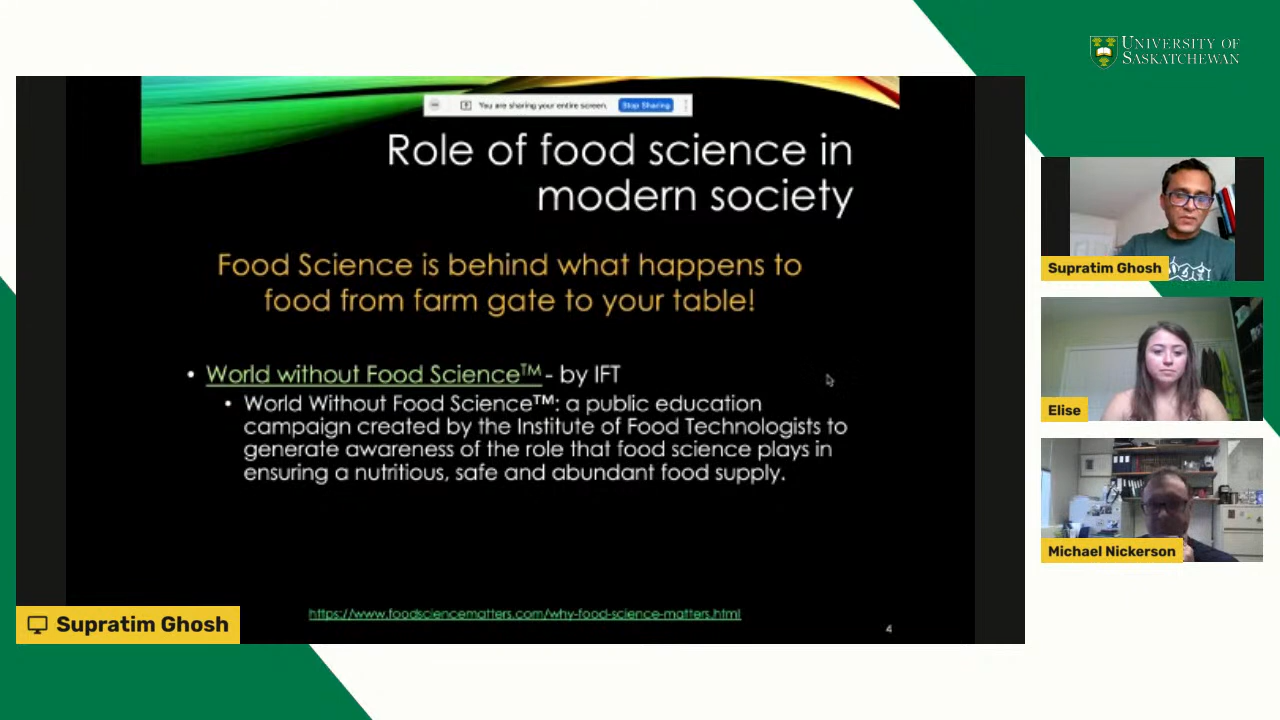 UNIVERSITY OF
SASKATCHEWAN
You are sharing your entire screen.
Stop Sharing
Role of food science in
modern society
Food Science is behind what happens to
food from farm gate to your table!
• World without Food Science™ - by IFT
• World Without Food Science™: a public education
campaign created by the Institute of Food Technologists to
generate awareness of the role that food science plays in
ensuring a nutritious, safe and abundant food supply.
https://www.foodsciencematters.com/why-food-science-matters.html
4
Supratim Ghosh
Supratim Ghosh
Elise
Michael Nickerson